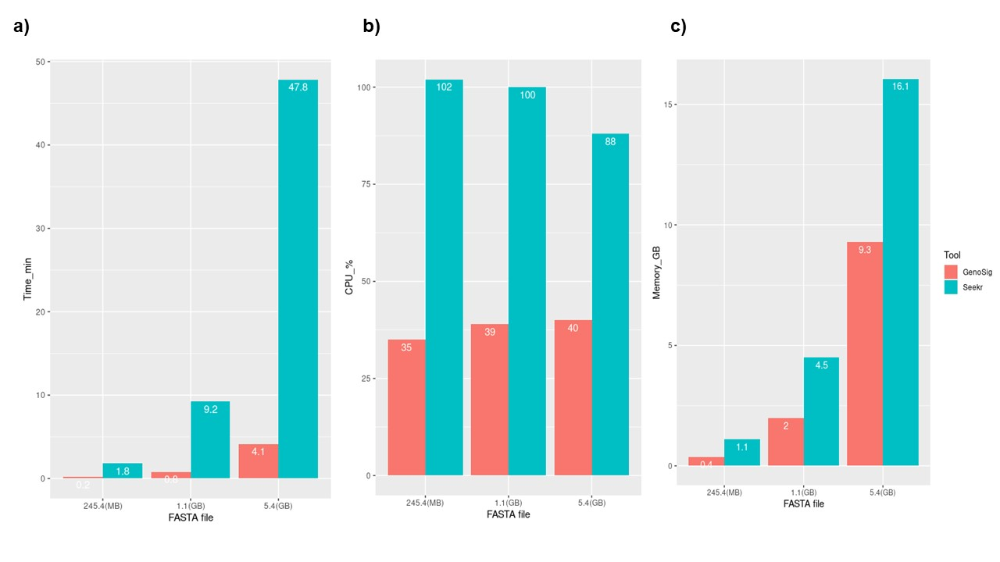 a)
b)
c)
50
40
30
20
10
0
Time_min
47.8
9.2
4.1
1.8
0.8
0.2
245.4(MB)
1.1(GB)
5.4(GB)
FASTA file
100
75
50
25
0
CPU_%
102
100
88
35
39
40
245.4(MB)
1.1(GB)
5.4(GB)
FASTA file
15
10
5
0
Memory_GB
16.1
9.3
4.5
2
1.1
0.4
245.4(MB)
1.1(GB)
5.4(GB)
FASTA file
Tool
GenoSig
Seekr